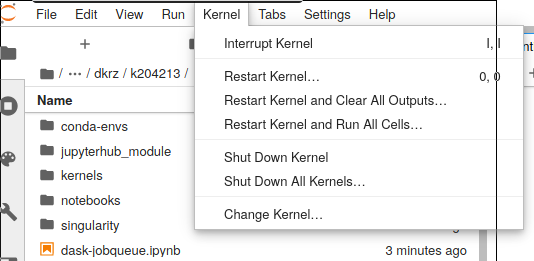 File Edit View Run Kernel Tabs Settings Help
+
Interrupt Kernel I, I
nt
/ ··· / dkrz / k204213 /
Restart Kernel… 0, 0
+
Name
Restart Kernel and Clear All Outputs…
conda-envs
Restart Kernel and Run All Cells…
jupyterhub_module
Shut Down Kernel
kernels
Shut Down All Kernels…
notebooks
Change Kernel…
singularity
dask-jobqueue.ipynb 3 minutes ago